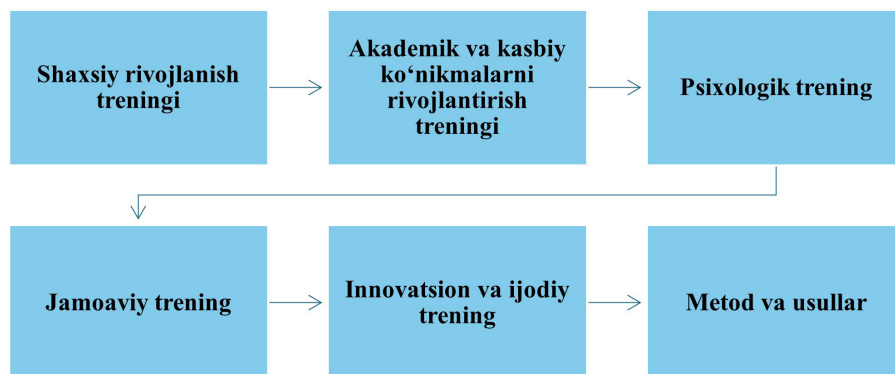 Shaxsiy rivojlanish
treningi
Akademik va kasbiy
ko‘nikmalarni
rivojlantirish
treningi
Psixologik trening
Jamoaviy trening
Innovatsion va ijodiy
trening
Metod va usullar